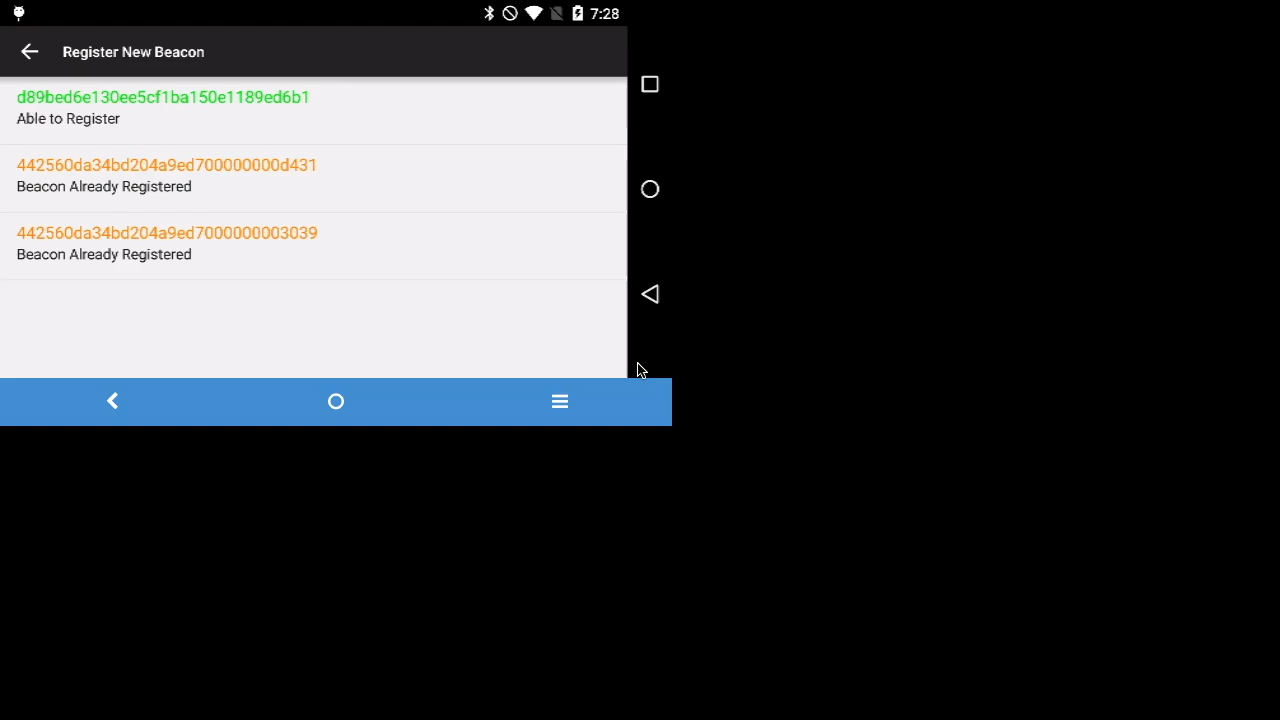 7:28
Register New Beacon
d89bed6e130ee5cf1ba150e1189ed6b1
Able to Register
442560da34bd204a9ed700000000d431
Beacon Already Registered
442560da34bd204a9ed7000000003039
Beacon Already Registered